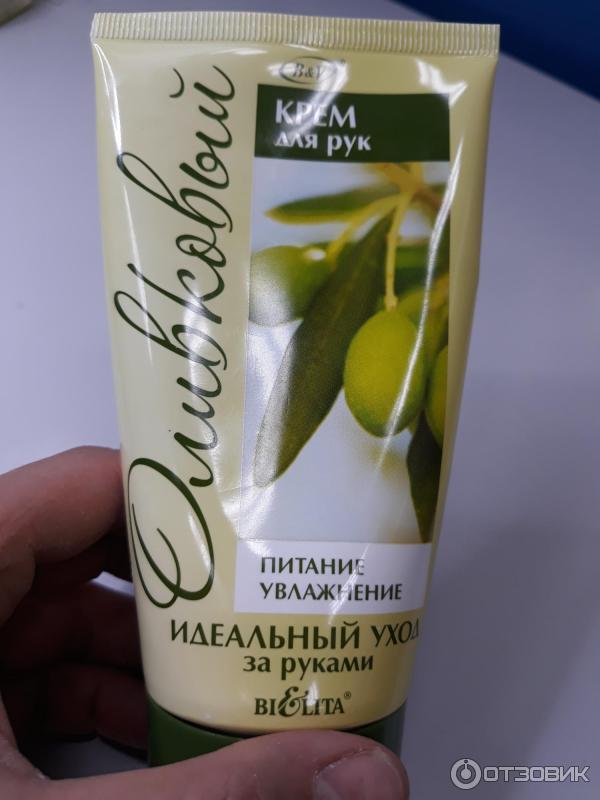 B&V®
КРЕМ
для рук
Оливковый
ПИТАНИЕ
УВЛАЖНЕНИЕ
ИДЕАЛЬНЫЙ УХОД
за руками
BIELITA®
ОТЗОВИК